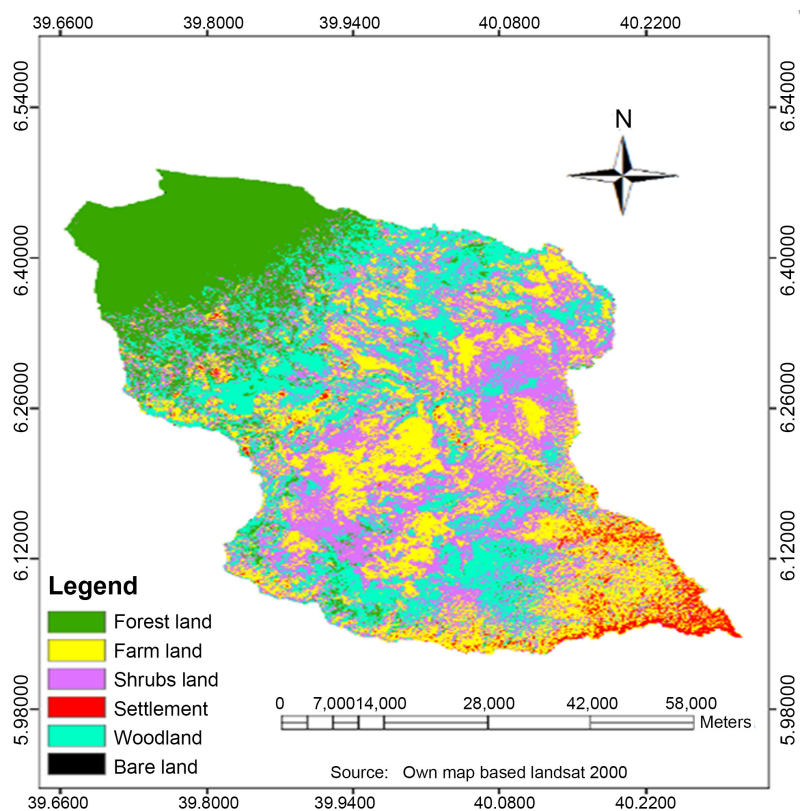 39.6600 39.8000 39.9400 40.0800 40.2200
6.54000
6.54000
N
6.40000
6.40000
6.26000
6.26000
6.12000
6.12000
Legend
Forest land
Farm land
Shrubs land
Settlement
Woodland
Bare land
0 7,00014,000 28,000 42,000 58,000
Meters
5.98000
5.98000
Source: Own map based landsat 2000
39.6600 39.8000 39.9400 40.0800 40.2200